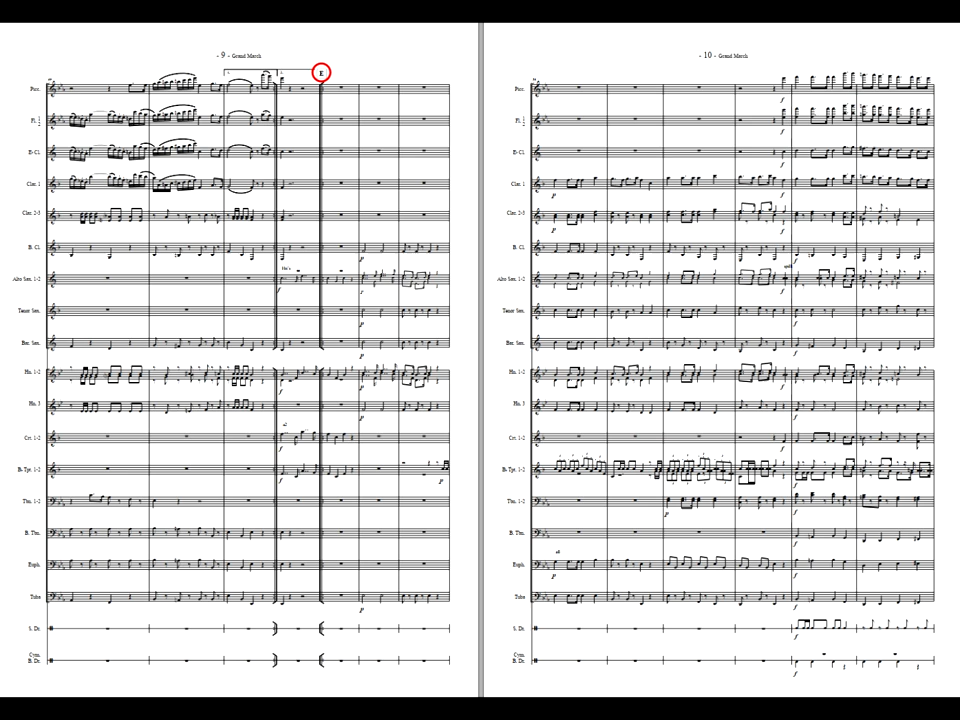 - 9 - Grand March
E
Picc.
Fl. 1 2
E♭ Cl.
Clar. 1
Clar. 2-3
B. Cl.
Alto Sax. 1-2
Tenor Sax.
Bar. Sax.
Hn. 1-2
Hn. 3
Crt. 1-2
B♭ Tpt. 1-2
Tbn. 1-2
B. Tbn.
Euph.
Tuba
S. Dr.
Cym.
B. Dr.
a2
f
p
- 10 - Grand March
Picc.
Fl. 1 2
E♭ Cl.
Clar. 1
Clar. 2-3
B. Cl.
Alto Sax. 1-2
Tenor Sax.
Bar. Sax.
Hn. 1-2
Hn. 3
Crt. 1-2
B♭ Tpt. 1-2
Tbn. 1-2
B. Tbn.
Euph.
Tuba
S. Dr.
Cym.
B. Dr.
p
f